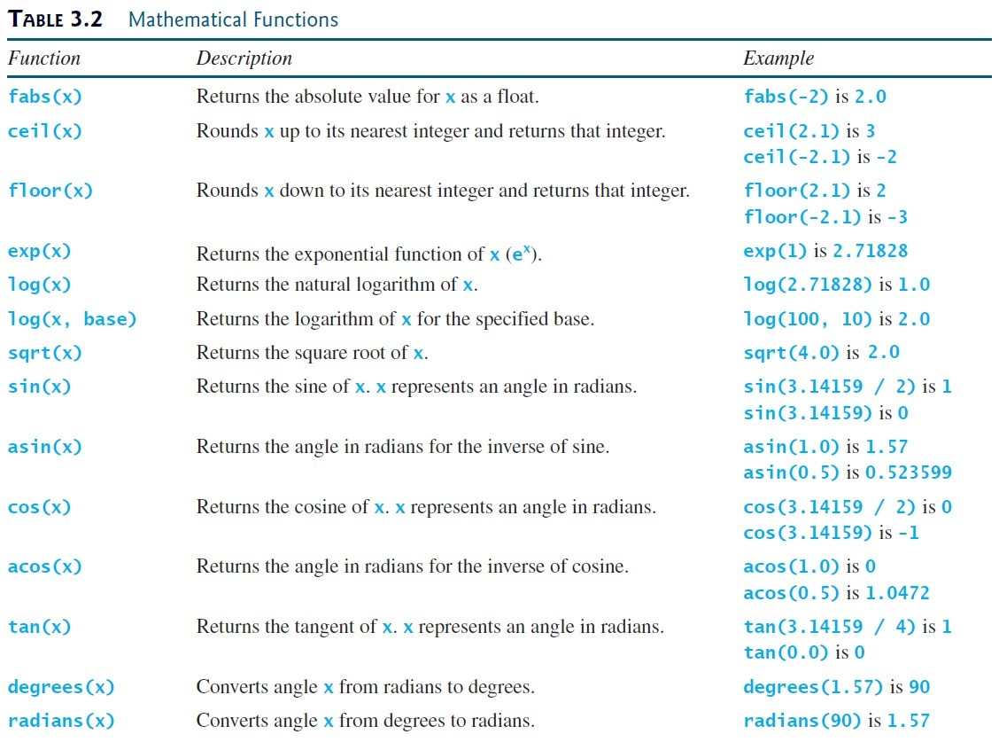 TABLE 3.2 Mathematical Functions
Function Description Example
fabs(x) Returns the absolute value for x as a float. fabs(-2) is 2.0
ceil(x) Rounds x up to its nearest integer and returns that integer. ceil(2.1) is 3
ceil(-2.1) is -2
floor(x) Rounds x down to its nearest integer and returns that integer. floor(2.1) is 2
floor(-2.1) is -3
exp(x) Returns the exponential function of x (eˣ). exp(1) is 2.71828
log(x) Returns the natural logarithm of x. log(2.71828) is 1.0
log(x, base) Returns the logarithm of x for the specified base. log(100, 10) is 2.0
sqrt(x) Returns the square root of x. sqrt(4.0) is 2.0
sin(x) Returns the sine of x. x represents an angle in radians. sin(3.14159 / 2) is 1
sin(3.14159) is 0
asin(x) Returns the angle in radians for the inverse of sine. asin(1.0) is 1.57
asin(0.5) is 0.523599
cos(x) Returns the cosine of x. x represents an angle in radians. cos(3.14159 / 2) is 0
cos(3.14159) is -1
acos(x) Returns the angle in radians for the inverse of cosine. acos(1.0) is 0
acos(0.5) is 1.0472
tan(x) Returns the tangent of x. x represents an angle in radians. tan(3.14159 / 4) is 1
tan(0.0) is 0
degrees(x) Converts angle x from radians to degrees. degrees(1.57) is 90
radians(x) Converts angle x from degrees to radians. radians(90) is 1.57